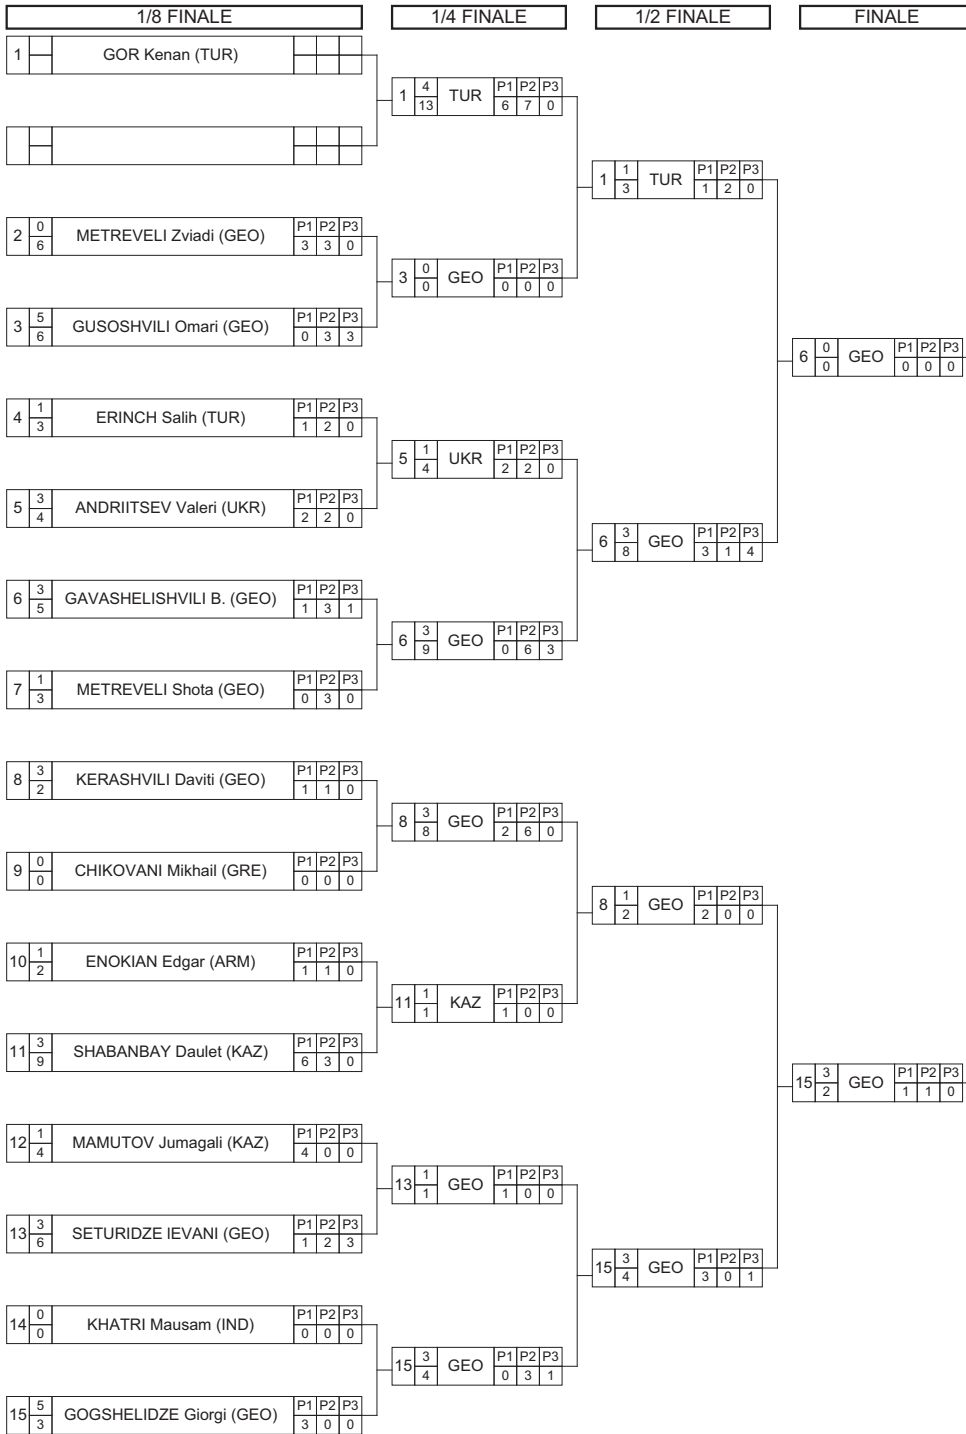 1/8 FINALE 1/4 FINALE 1/2 FINALE FINALE
1 GOR Kenan (TUR)
1 4 TUR P1 P2 P3
13 6 7 0
1 1 TUR P1 P2 P3
3 1 2 0
2 0 METREVELI Zviadi (GEO) P1 P2 P3
6 3 3 0
3 0 GEO P1 P2 P3
0 0 0 0
3 5 GUSOSHVILI Omari (GEO) P1 P2 P3
6 0 3 3
6 0 GEO P1 P2 P3
0 0 0 0
4 1 ERINCH Salih (TUR) P1 P2 P3
3 1 2 0
5 1 UKR P1 P2 P3
4 2 2 0
5 3 ANDRIITSEV Valeri (UKR) P1 P2 P3
4 2 2 0
6 3 GEO P1 P2 P3
8 3 1 4
6 3 GAVASHELISHVILI B. (GEO) P1 P2 P3
5 1 3 1
6 3 GEO P1 P2 P3
9 0 6 3
7 1 METREVELI Shota (GEO) P1 P2 P3
3 0 3 0
8 3 KERASHVILI Daviti (GEO) P1 P2 P3
2 1 1 0
8 3 GEO P1 P2 P3
8 2 6 0
9 0 CHIKOVANI Mikhail (GRE) P1 P2 P3
0 0 0 0
8 1 GEO P1 P2 P3
2 2 0 0
10 1 ENOKIAN Edgar (ARM) P1 P2 P3
2 1 1 0
11 1 KAZ P1 P2 P3
1 1 0 0
11 3 SHABANBAY Daulet (KAZ) P1 P2 P3
9 6 3 0
15 3 GEO P1 P2 P3
2 1 1 0
12 1 MAMUTOV Jumagali (KAZ) P1 P2 P3
4 4 0 0
13 1 GEO P1 P2 P3
1 1 0 0
13 3 SETURIDZE IEVANI (GEO) P1 P2 P3
6 1 2 3
15 3 GEO P1 P2 P3
4 3 0 1
14 0 KHATRI Mausam (IND) P1 P2 P3
0 0 0 0
15 3 GEO P1 P2 P3
4 0 3 1
15 5 GOGSHELIDZE Giorgi (GEO) P1 P2 P3
3 3 0 0